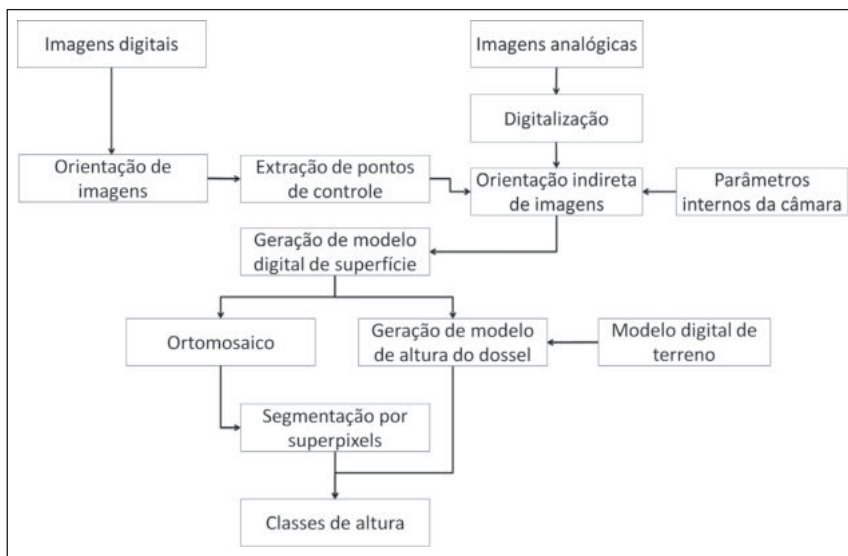 Imagens digitais
Imagens analógicas
Digitalização
Orientação de
imagens
Extração de pontos
de controle
Orientação indireta
de imagens
Parâmetros
internos da câmara
Geração de modelo
digital de superfície
Ortomosaico
Geração de modelo
de altura do dossel
Modelo digital de
terreno
Segmentação por
superpixels
Classes de altura